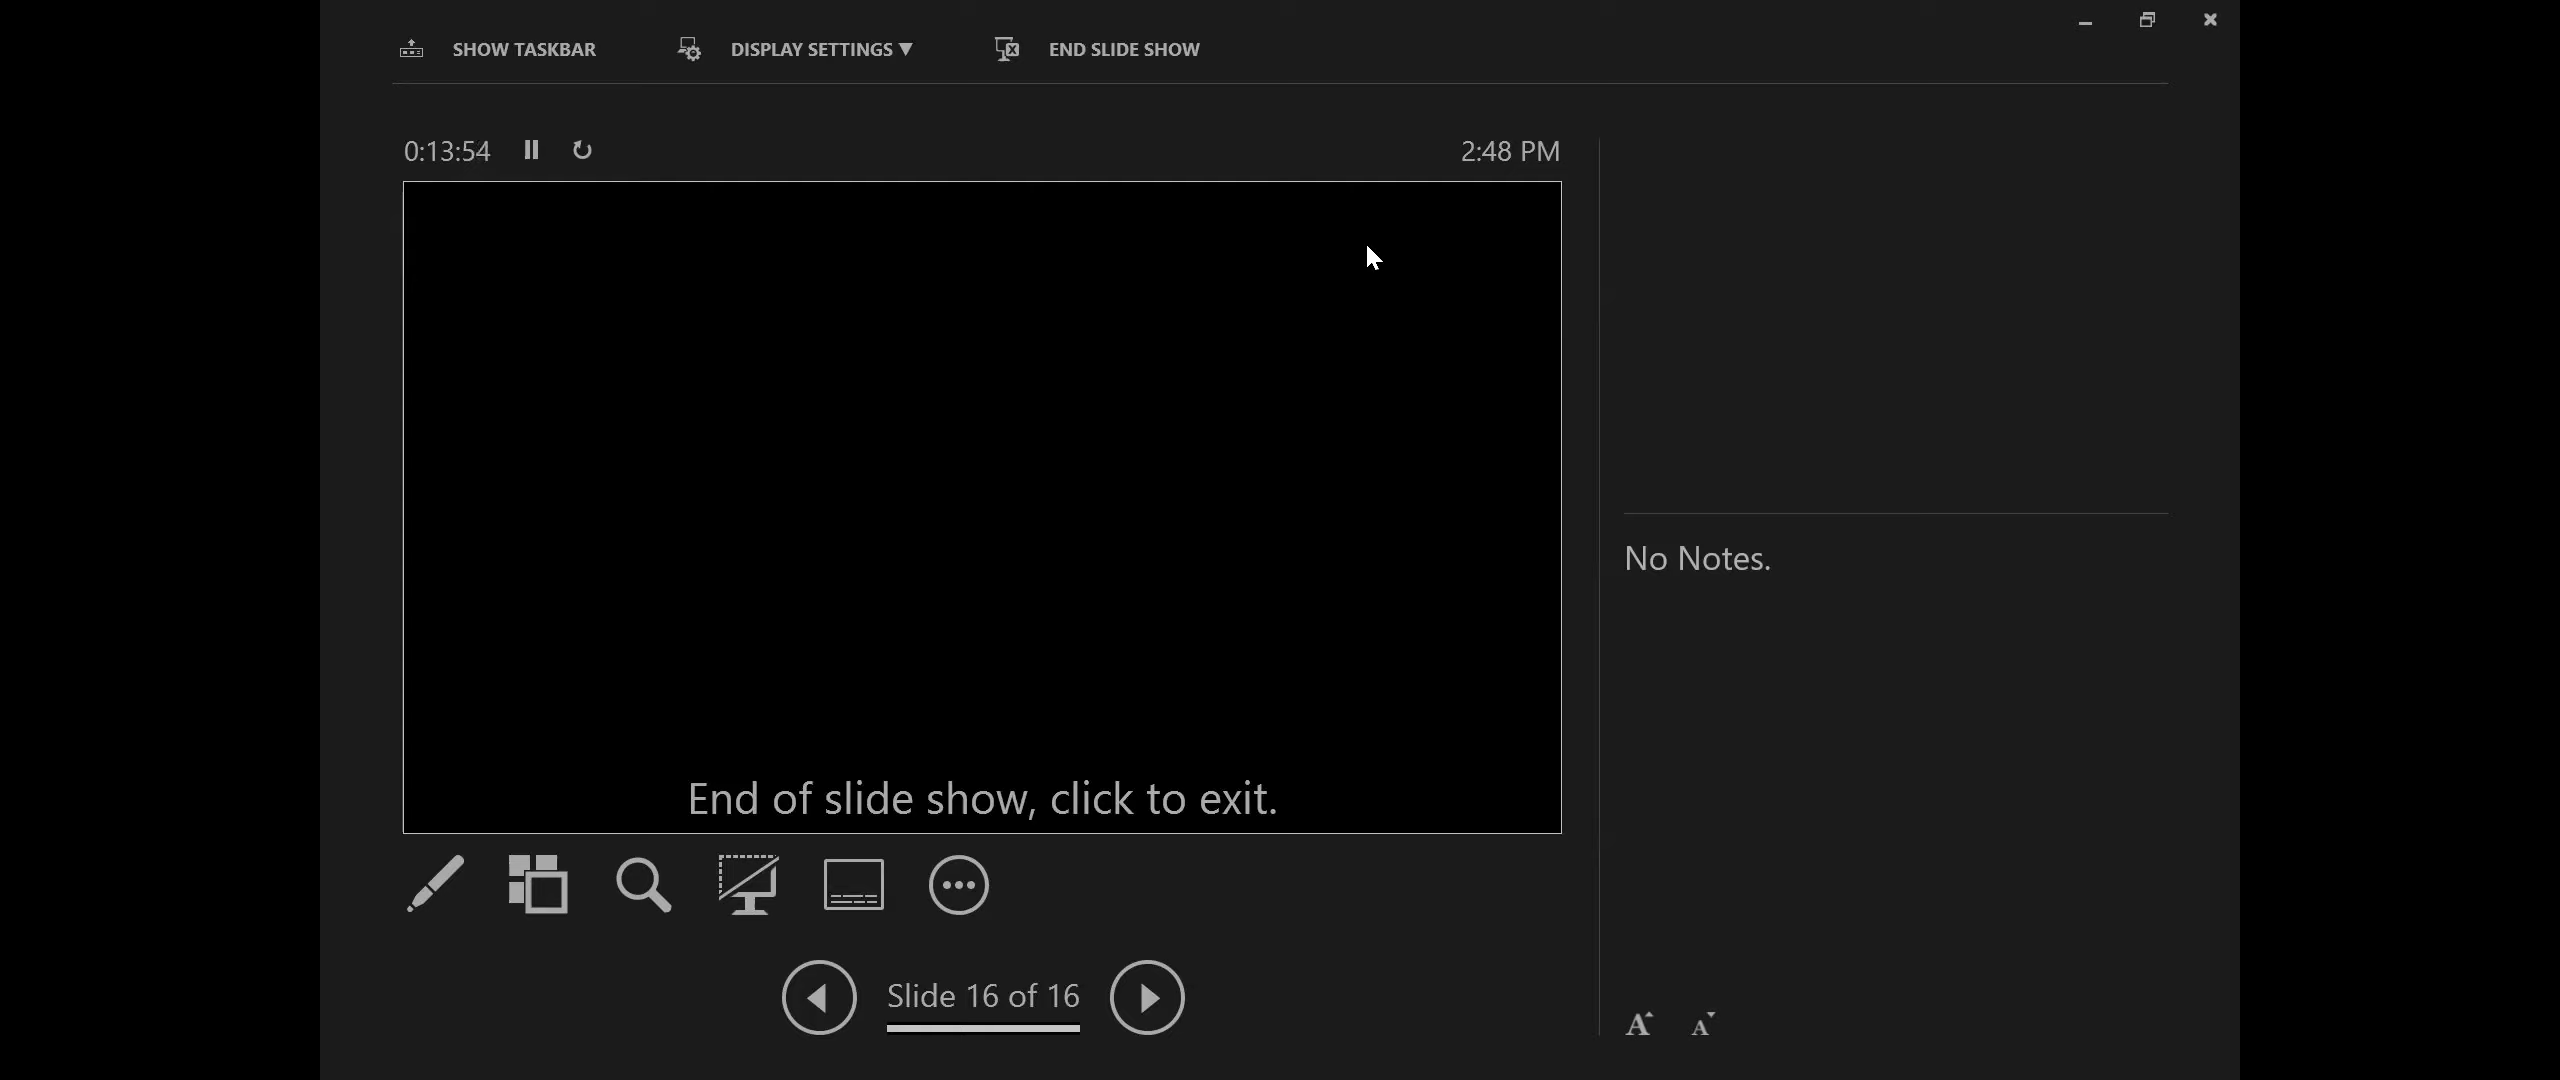 SHOW TASKBAR
DISPLAY SETTINGS ▼
END SLIDE SHOW
0:13:54
2:48 PM
End of slide show, click to exit.
No Notes.
Slide 16 of 16
A
A